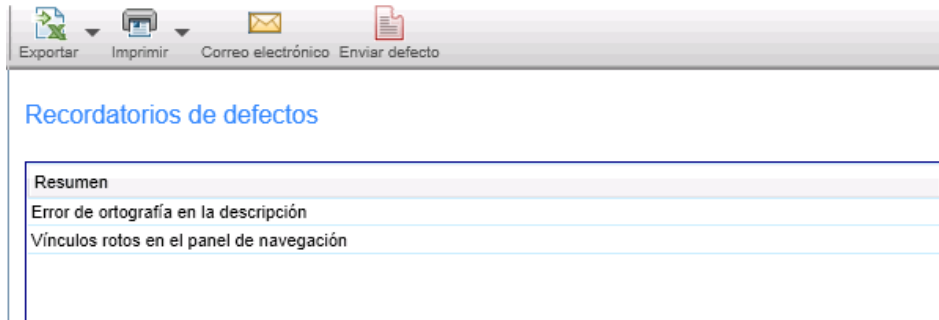 Exportar Imprimir Correo electrónico Enviar defecto
Recordatorios de defectos
Resumen
Error de ortografía en la descripción
Vínculos rotos en el panel de navegación